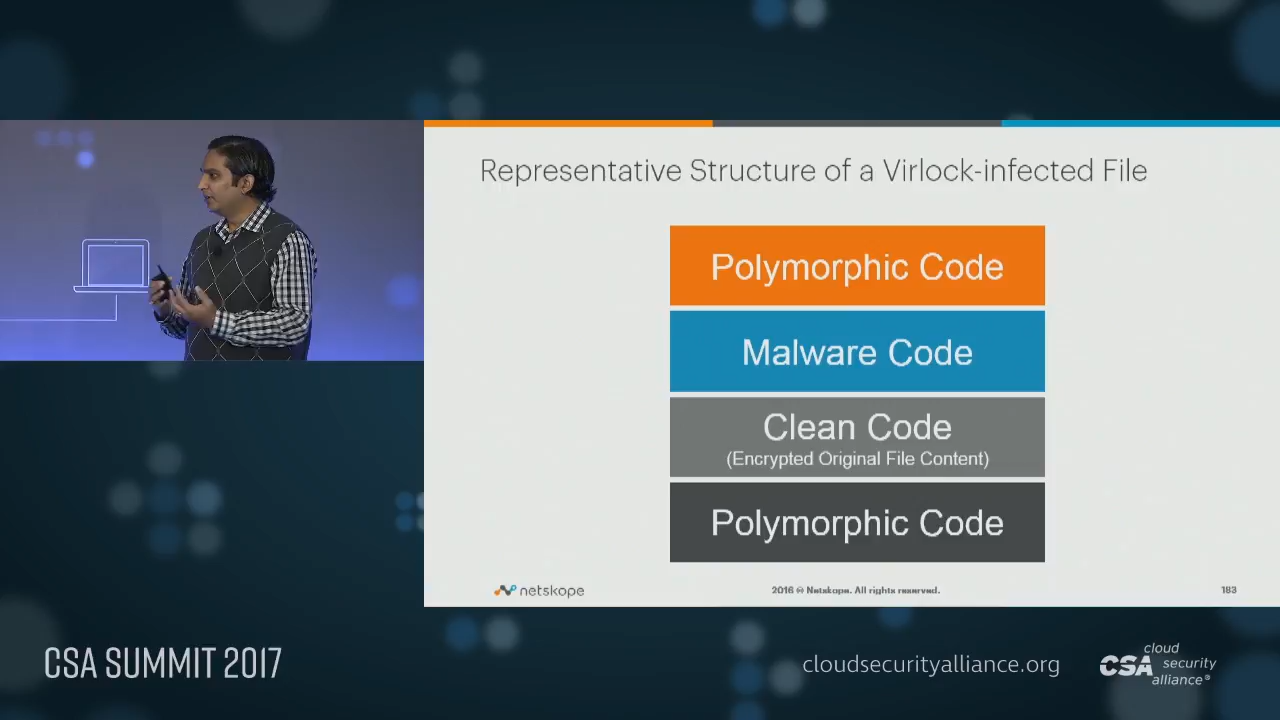 Representative Structure of a Virlock-infected File
Polymorphic Code
Malware Code
Clean Code
(Encrypted Original File Content)
Polymorphic Code
netskope
2016 © Netskope. All rights reserved.
183
CSA SUMMIT 2017
cloudsecurityalliance.org
CSA cloud
security
alliance®